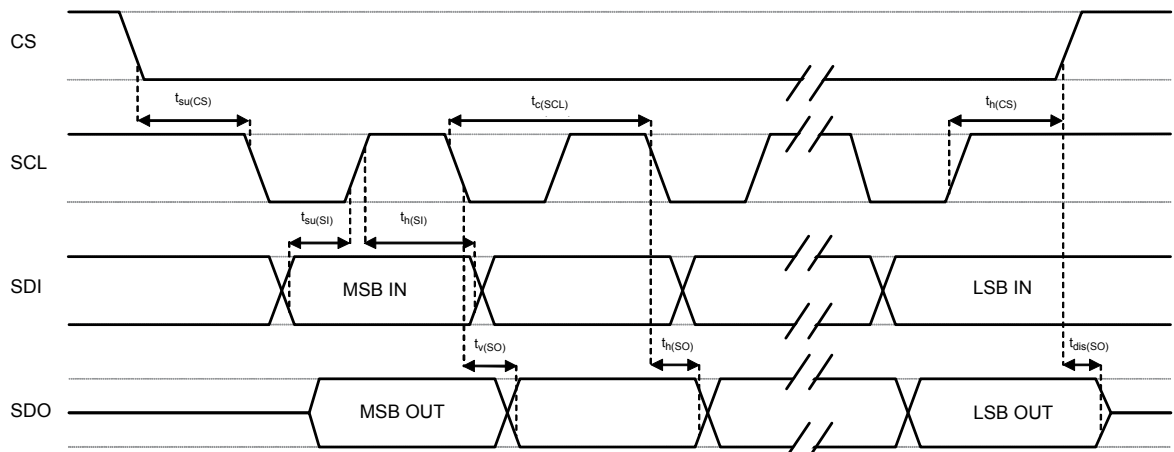 CS
t_su(CS)
t_c(SCL)
t_h(CS)
SCL
t_su(SI)
t_h(SI)
SDI
MSB IN
LSB IN
t_v(SO)
t_h(SO)
t_dis(SO)
SDO
MSB OUT
LSB OUT